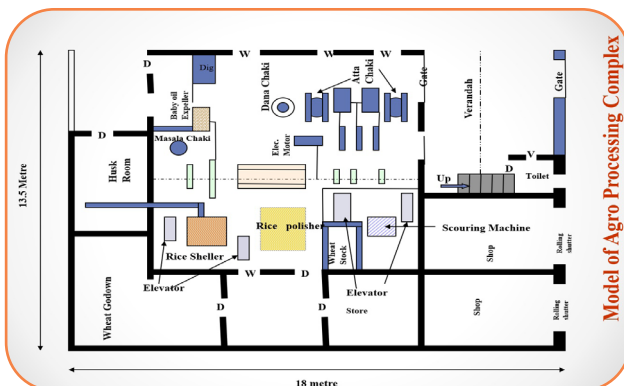 D
W
W
W
Dig
Dana Chaki
Atta
Chaki
Gate
Verandah
Gate
Baby oil
Expeller
Masala Chaki
Elec.
Motor
D
Husk
Room
Up
V
D
Toilet
Rice polisher
Scouring Machine
Rice Sheller
Wheat
Stock
Shop
Rolling
shutter
Elevator
W
D
Elevator
Store
Wheat Godown
D
D
Shop
Rolling
shutter
13.5 Metre
18 metre
Model of Agro Processing Complex